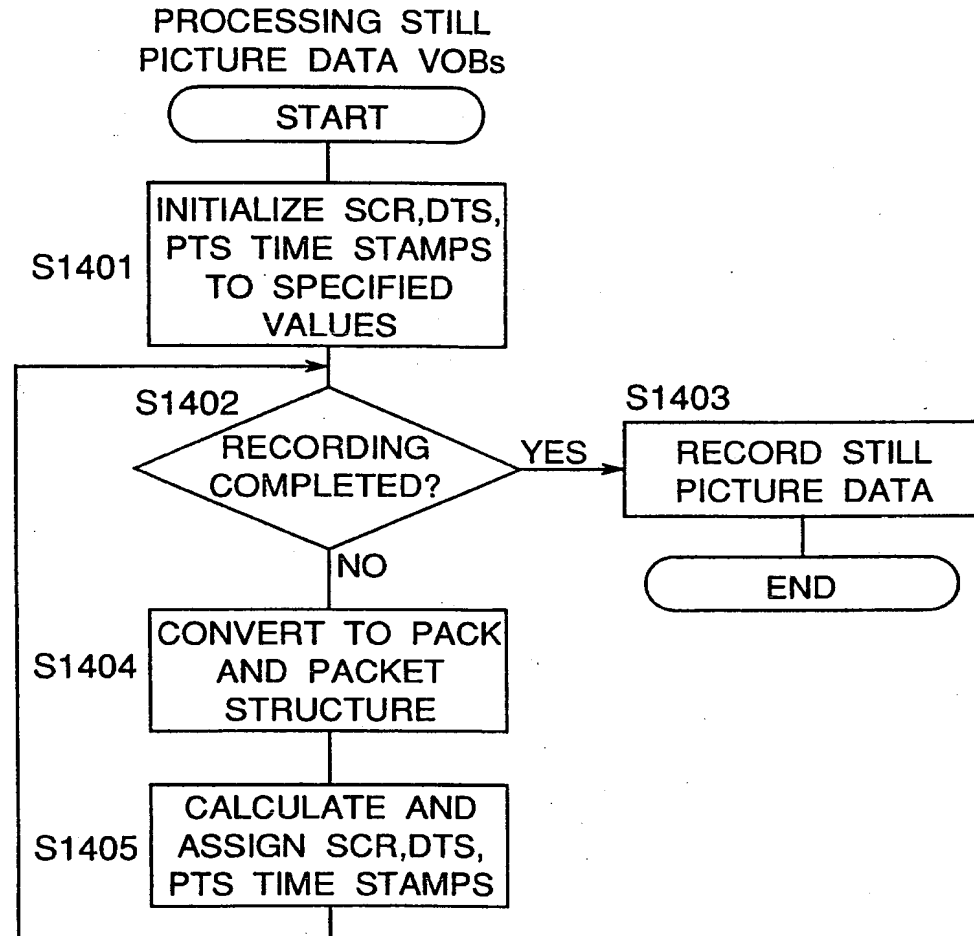 PROCESSING STILL
PICTURE DATA VOBs
START
S1401
INITIALIZE SCR,DTS,
PTS TIME STAMPS
TO SPECIFIED
VALUES
S1402
RECORDING
COMPLETED?
YES
S1403
RECORD STILL
PICTURE DATA
END
NO
S1404
CONVERT TO PACK
AND PACKET
STRUCTURE
S1405
CALCULATE AND
ASSIGN SCR,DTS,
PTS TIME STAMPS